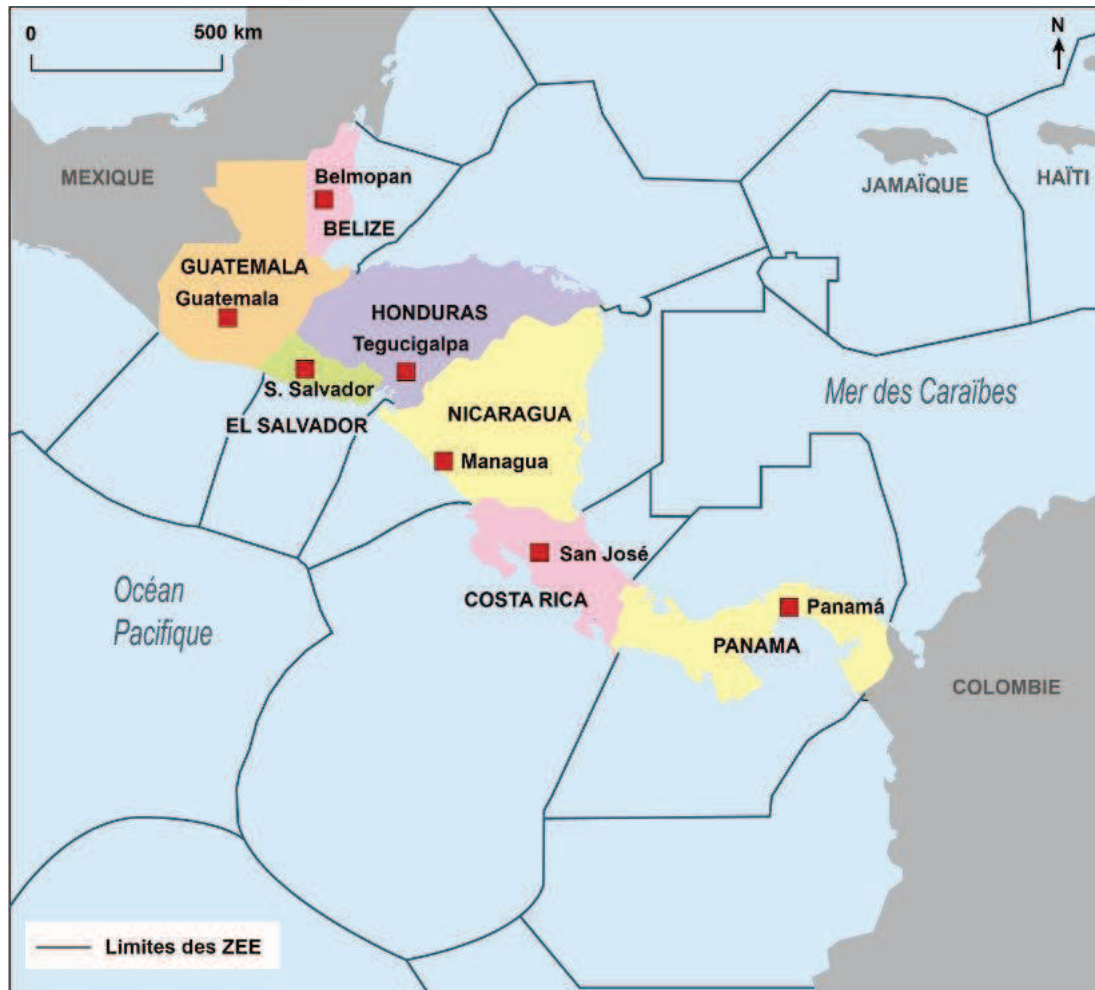 0
500 km
N
MEXIQUE
Belmopan
BELIZE
JAMAÏQUE
HAÏTI
GUATEMALA
Guatemala
HONDURAS
Tegucigalpa
S. Salvador
EL SALVADOR
NICARAGUA
Managua
Mer des Caraïbes
San José
COSTA RICA
Océan
Pacifique
Panamá
PANAMA
COLOMBIE
Limites des ZEE